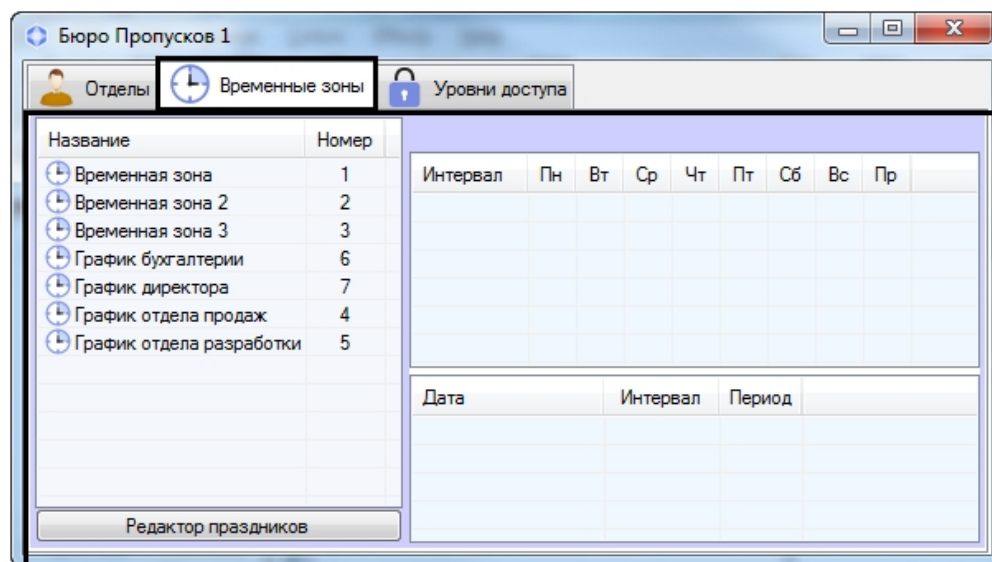 Бюро Пропусков 1
Отделы Временные зоны Уровни доступа
Название Номер
Временная зона 1
Временная зона 2 2
Временная зона 3 3
График бухгалтерии 6
График директора 7
График отдела продаж 4
График отдела разработки 5
Редактор праздников
Интервал Пн Вт Ср Чт Пт Сб Вс Пр
Дата Интервал Период